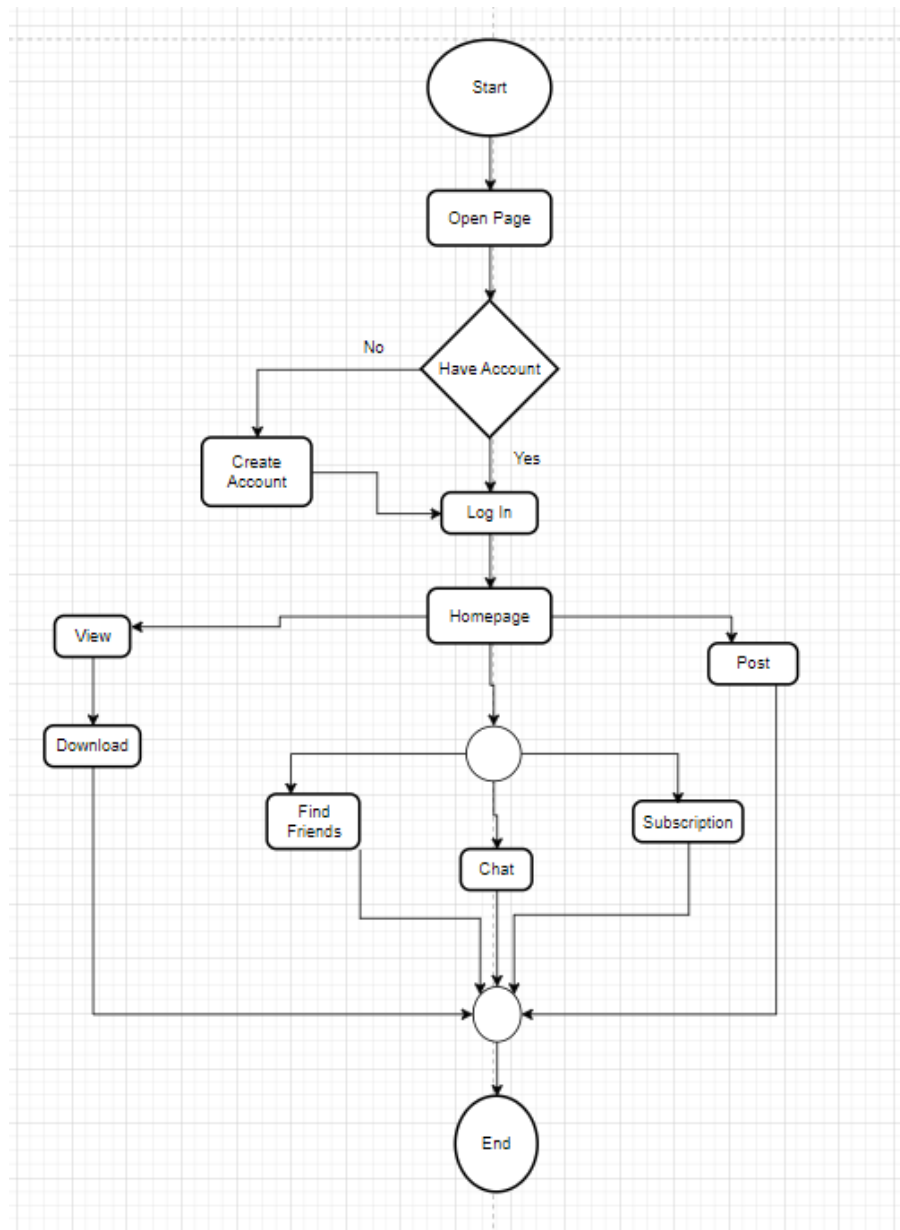 Start
Open Page
Have Account
No
Yes
Create
Account
Log In
Homepage
View
Post
Download
Find
Friends
Subscription
Chat
End